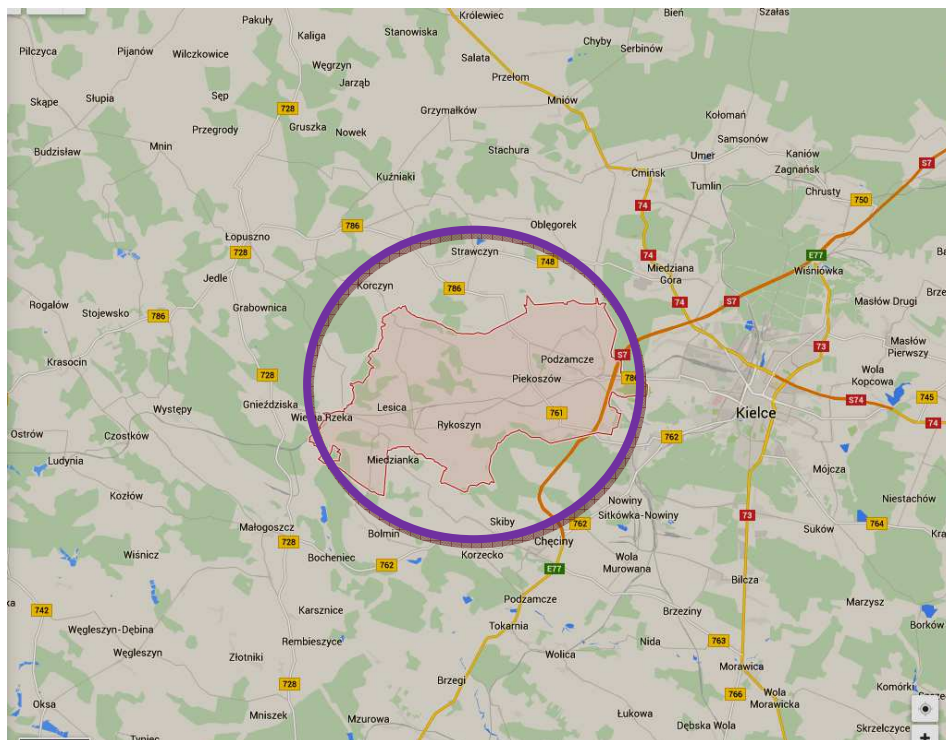 Królewiec
Bień
Szałas
Pakuły
Stanowiska
Kaliga
Chyby
Serbinów
Pilczyca
Pijanów
Wilczkowice
Salata
Węgrzyn
Jarząb
Przełom
Skąpe
Słupia
Sęp
Mniów
728
Grzymałków
Kołomań
Przegrody
Gruszka
Nowek
Samsonów
Mnin
Budzisław
Stachura
Umer
Kaniów
S7
Kuźniaki
Ćmińsk
Zagnańsk
Tumlin
Chrusty
750
74
786
Oblęgorek
Łopuszno
728
Strawczyn
748
74
E77
Miedziana
Góra
Wiśniówka
Jedle
Korczyn
786
74
S7
Masłów Drugi
Brze
Rogalów
Stojewsko
786
Grabownica
Masłów
Pierwszy
73
Krasocin
Podzamcze
S7
Wola
Kopcowa
728
Piekoszów
786
745
Gnieździska
Występy
Lesica
761
Kielce
S74
74
Rykoszyn
Ostrów
Czostków
762
Ludynia
Miedzianka
Mójcza
Kozłów
Nowiny
Niestachów
Sitkówka-Nowiny
73
Małogoszcz
Skiby
762
764
Suków
Kra
Bolmin
Chęciny
728
Wiśnicz
Bocheniec
762
Korzecko
E77
Wola
Murowana
Bilcza
742
Karsznice
Podzamcze
Brzeziny
Marzysz
Węgleszyn-Dębina
Tokarnia
Borków
Rembieszyce
Nida
763
Węgleszyn
Złotniki
Wolica
Morawica
Brzegi
728
766
Wola
Morawicka
Komórki
Oksa
Mniszek
Mzurowa
Łukowa
Dębska Wola
Skrzelczyce